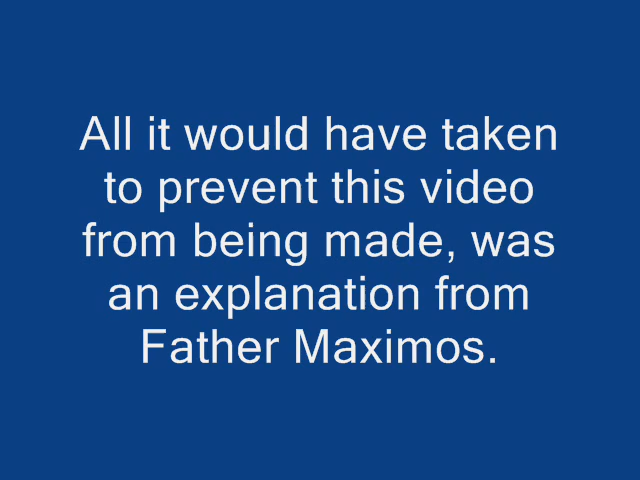 All it would have taken
to prevent this video
from being made, was
an explanation from
Father Maximos.